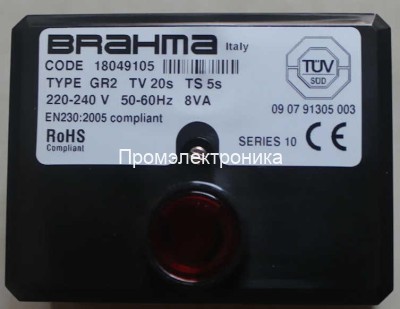 BRAHMA Italy
CODE 18049105
TYPE GR2 TV 20s TS 5s
220-240 V 50-60Hz 8VA
EN230:2005 compliant
RoHS
Compliant
TÜV
SÜD
09 07 91305 003
SERIES 10 CE
Промэлектроника